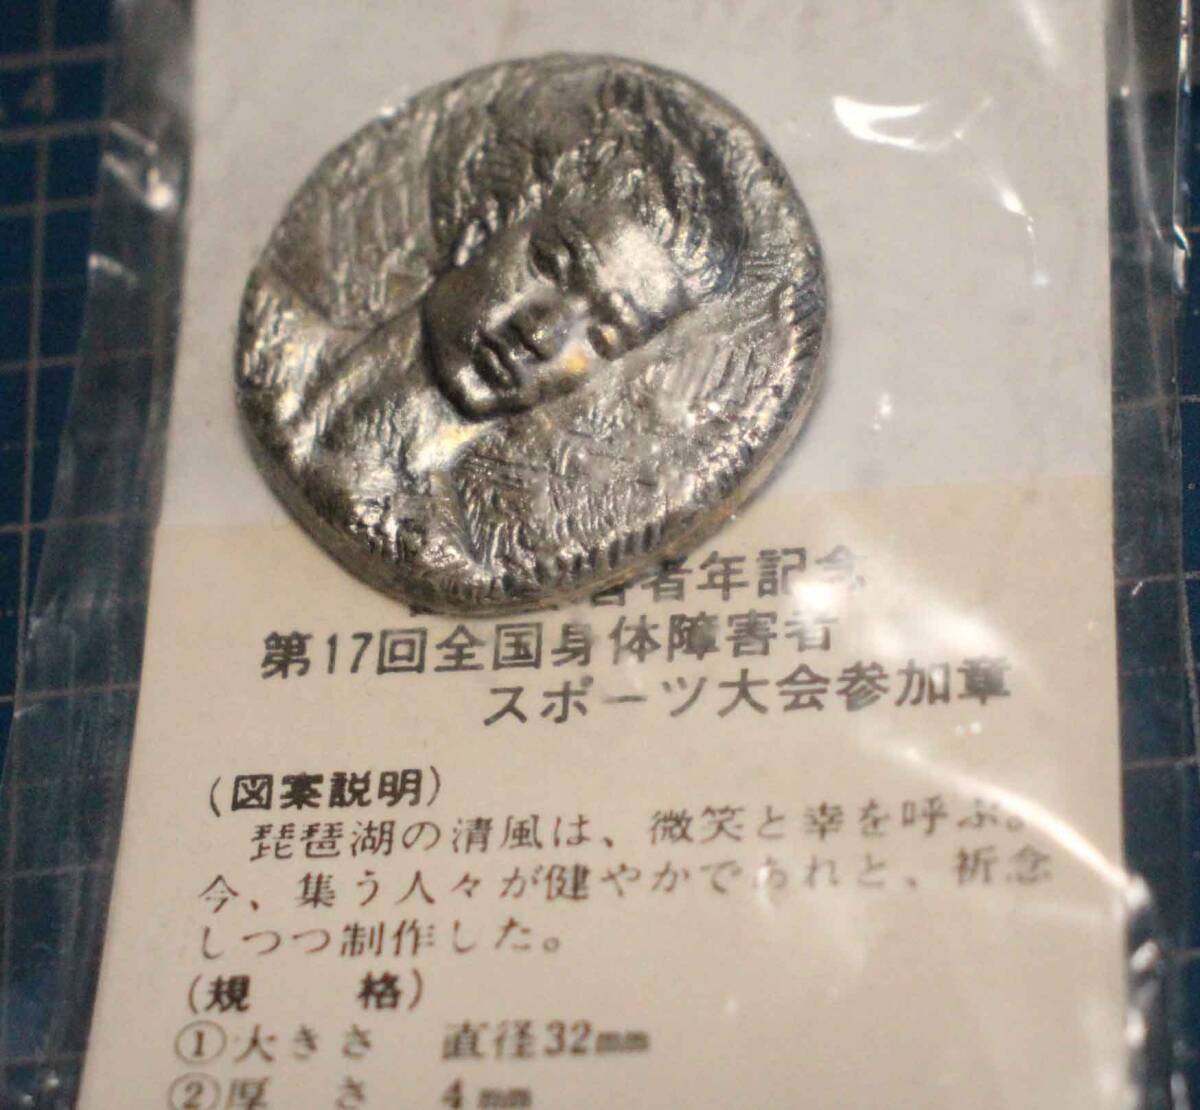 害者年記念
第17回全国身体障害者
スポーツ大会参加章
(図案説明)
琵琶湖の清風は、微笑と幸を呼ぶ。
今、集う人々が健やかであれと、祈念
しつつ制作した。
(規　　格)
①大きさ　直径32mm
②厚　さ　4mm
4